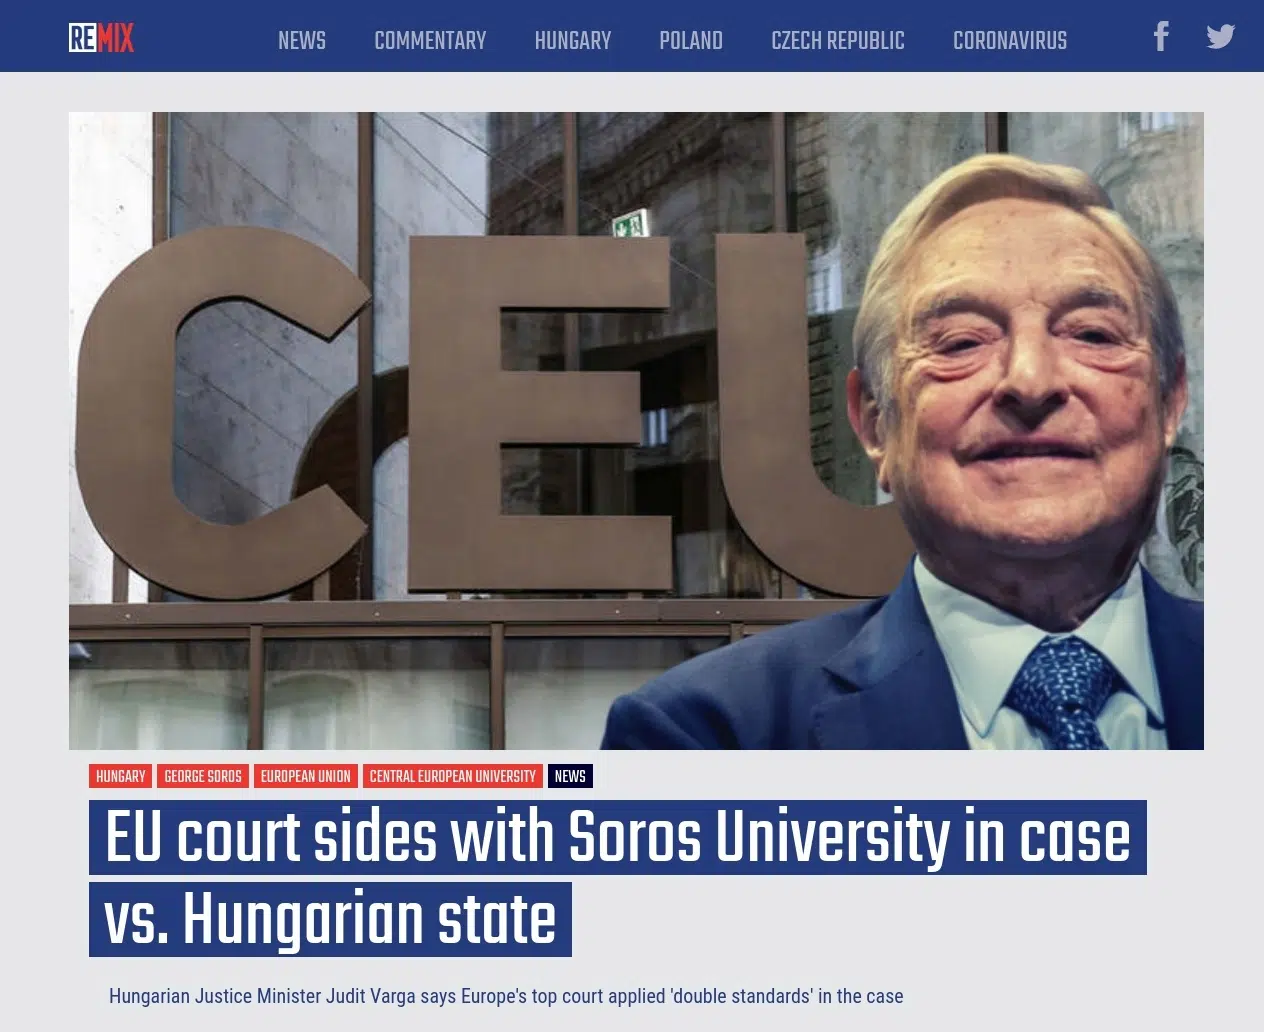 REMIX
NEWS COMMENTARY HUNGARY POLAND CZECH REPUBLIC CORONAVIRUS
CEU
HUNGARY GEORGE SOROS EUROPEAN UNION CENTRAL EUROPEAN UNIVERSITY NEWS
EU court sides with Soros University in case
vs. Hungarian state
Hungarian Justice Minister Judit Varga says Europe's top court applied 'double standards' in the case